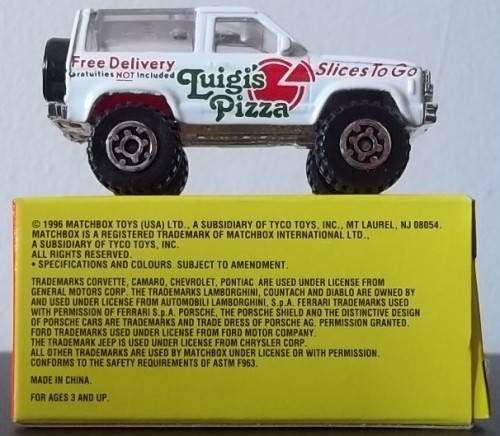 Free Delivery
Gratuities NOT Included
Luigi's
Pizza
Slices To Go
© 1996 MATCHBOX TOYS (USA) LTD., A SUBSIDIARY OF TYCO TOYS, INC., MT LAUREL, NJ 08054.
MATCHBOX IS A REGISTERED TRADEMARK OF MATCHBOX INTERNATIONAL LTD.,
A SUBSIDIARY OF TYCO TOYS, INC.
ALL RIGHTS RESERVED.
• SPECIFICATIONS AND COLOURS SUBJECT TO AMENDMENT.
TRADEMARKS CORVETTE, CAMARO, CHEVROLET, PONTIAC ARE USED UNDER LICENSE FROM
GENERAL MOTORS CORP. THE TRADEMARKS LAMBORGHINI, COUNTACH AND DIABLO ARE OWNED BY
AND USED UNDER LICENSE FROM AUTOMOBILI LAMBORGHINI, S.p.A. FERRARI TRADEMARKS USED
WITH PERMISSION OF FERRARI S.p.A. PORSCHE, THE PORSCHE SHIELD AND THE DISTINCTIVE DESIGN
OF PORSCHE CARS ARE TRADEMARKS AND TRADE DRESS OF PORSCHE AG. PERMISSION GRANTED.
FORD TRADEMARKS USED UNDER LICENSE FROM FORD MOTOR COMPANY.
THE TRADEMARK JEEP IS USED UNDER LICENSE FROM CHRYSLER CORP.
ALL OTHER TRADEMARKS ARE USED BY MATCHBOX UNDER LICENSE OR WITH PERMISSION.
CONFORMS TO THE SAFETY REQUIREMENTS OF ASTM F963.
MADE IN CHINA.
FOR AGES 3 AND UP.